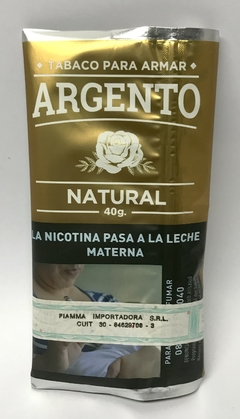 TABACO PARA ARMAR
ARGENTO
NATURAL
40g.
LA NICOTINA PASA A LA LECHE
MATERNA
FIAMMA IMPORTADORA S.R.L.
CUIT 30 - 64529708 - 3